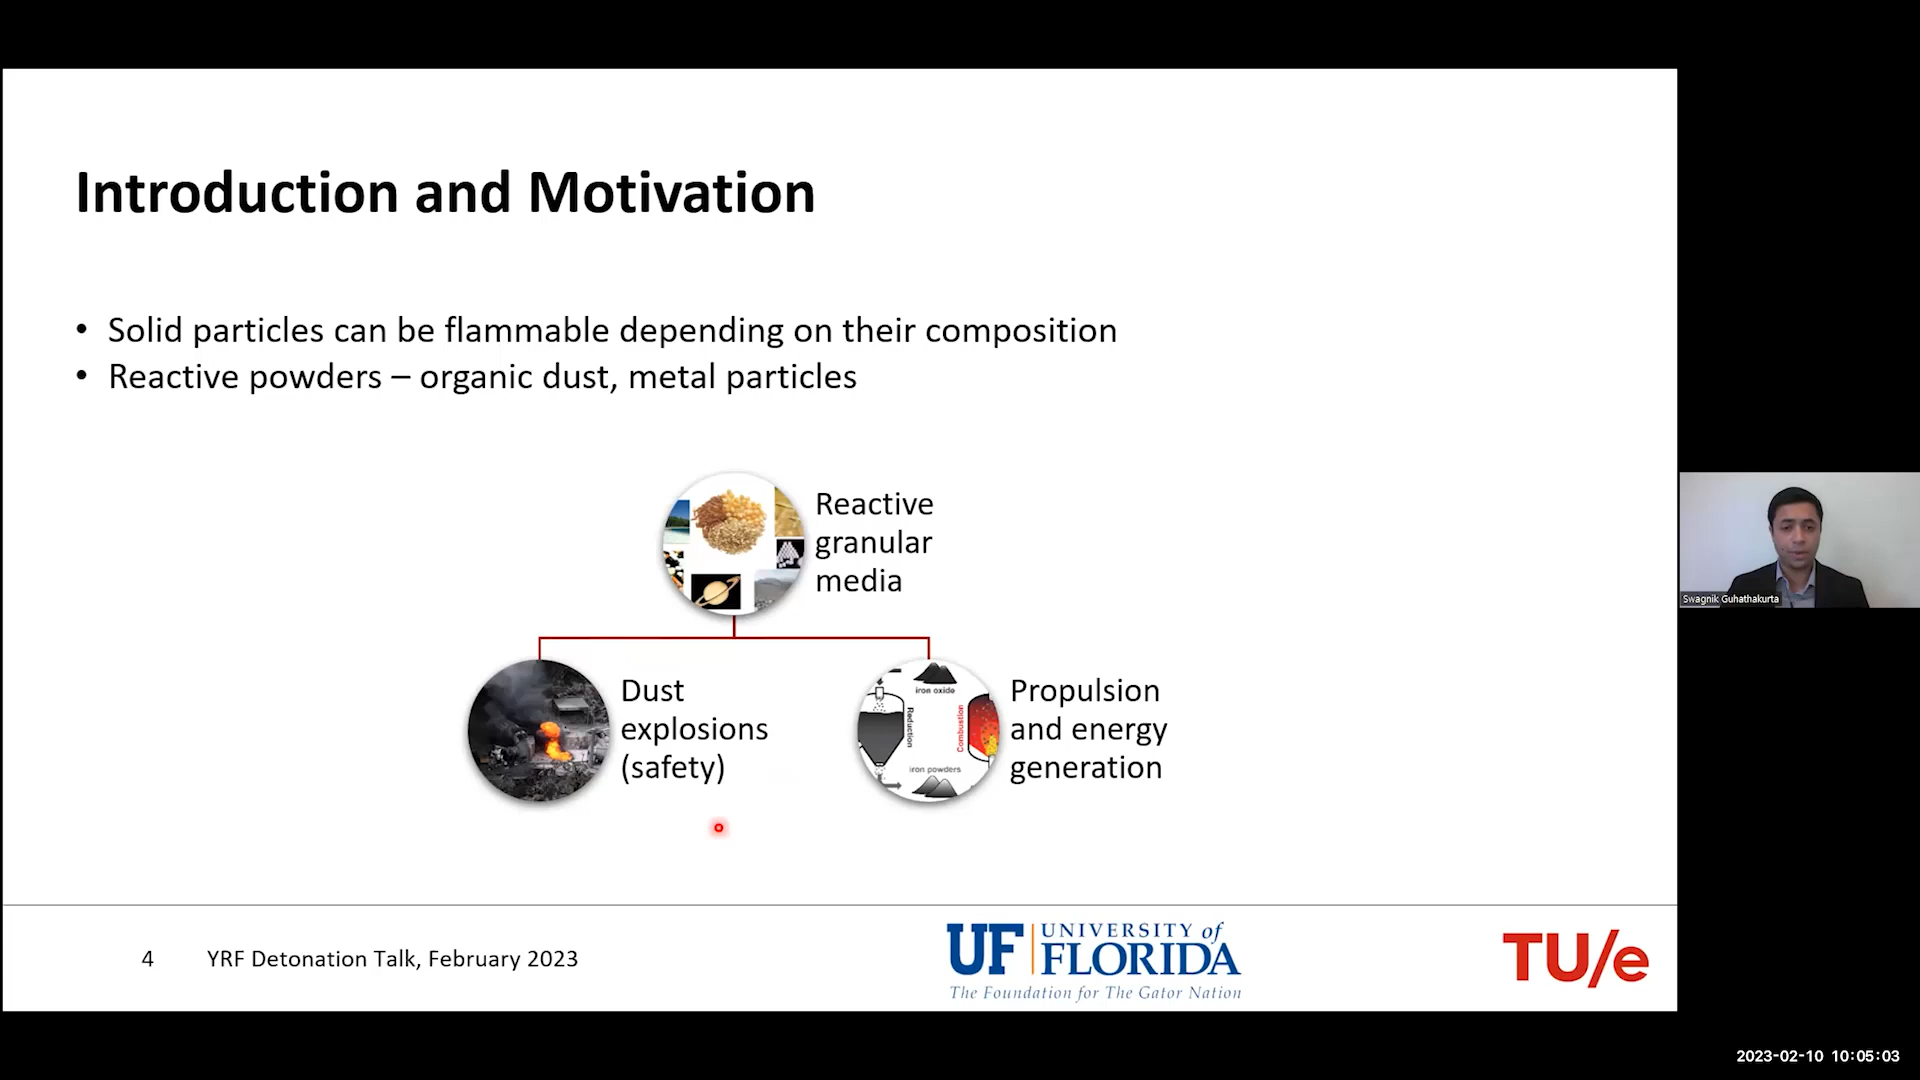 Introduction and Motivation
• Solid particles can be flammable depending on their composition
• Reactive powders – organic dust, metal particles
Reactive
granular
media
Dust
explosions
(safety)
iron oxide
Reduction
Combustion
iron powders
Propulsion
and energy
generation
4
YRF Detonation Talk, February 2023
UF UNIVERSITY of
FLORIDA
The Foundation for The Gator Nation
TU/e
Swagnik Guhathakurta
2023-02-10 10:05:03